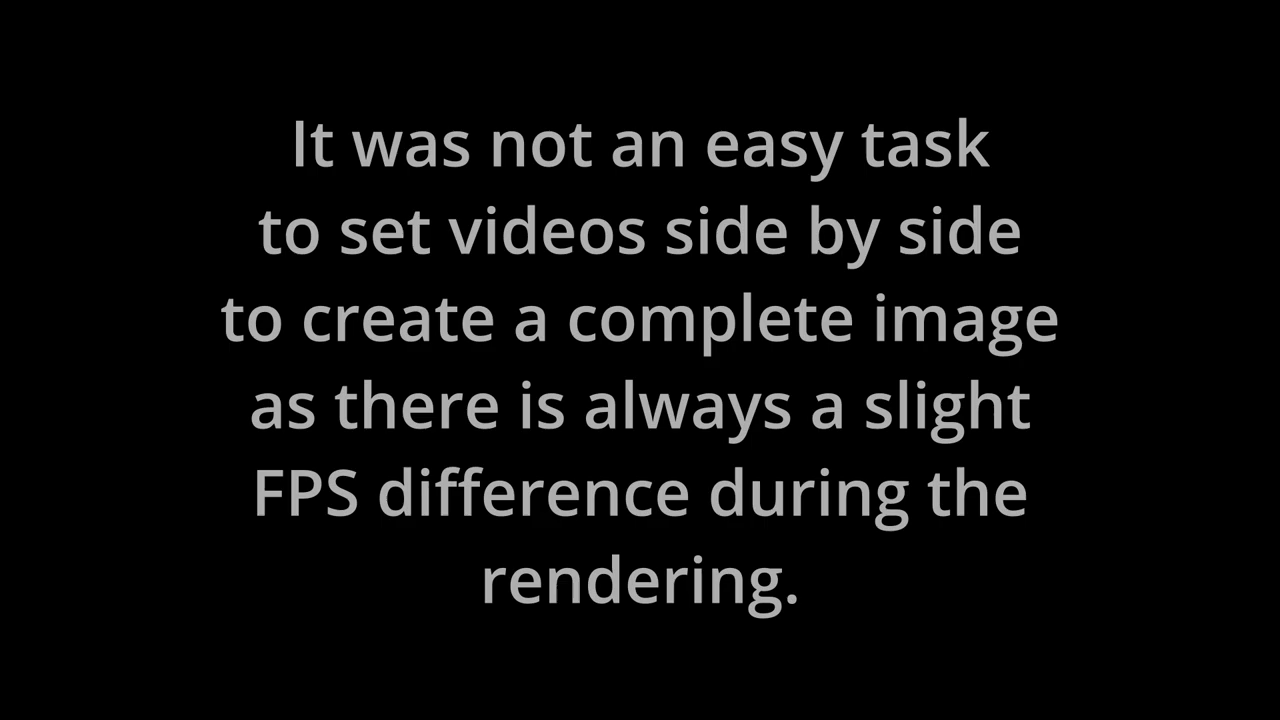 It was not an easy task
to set videos side by side
to create a complete image
as there is always a slight
FPS difference during the
rendering.